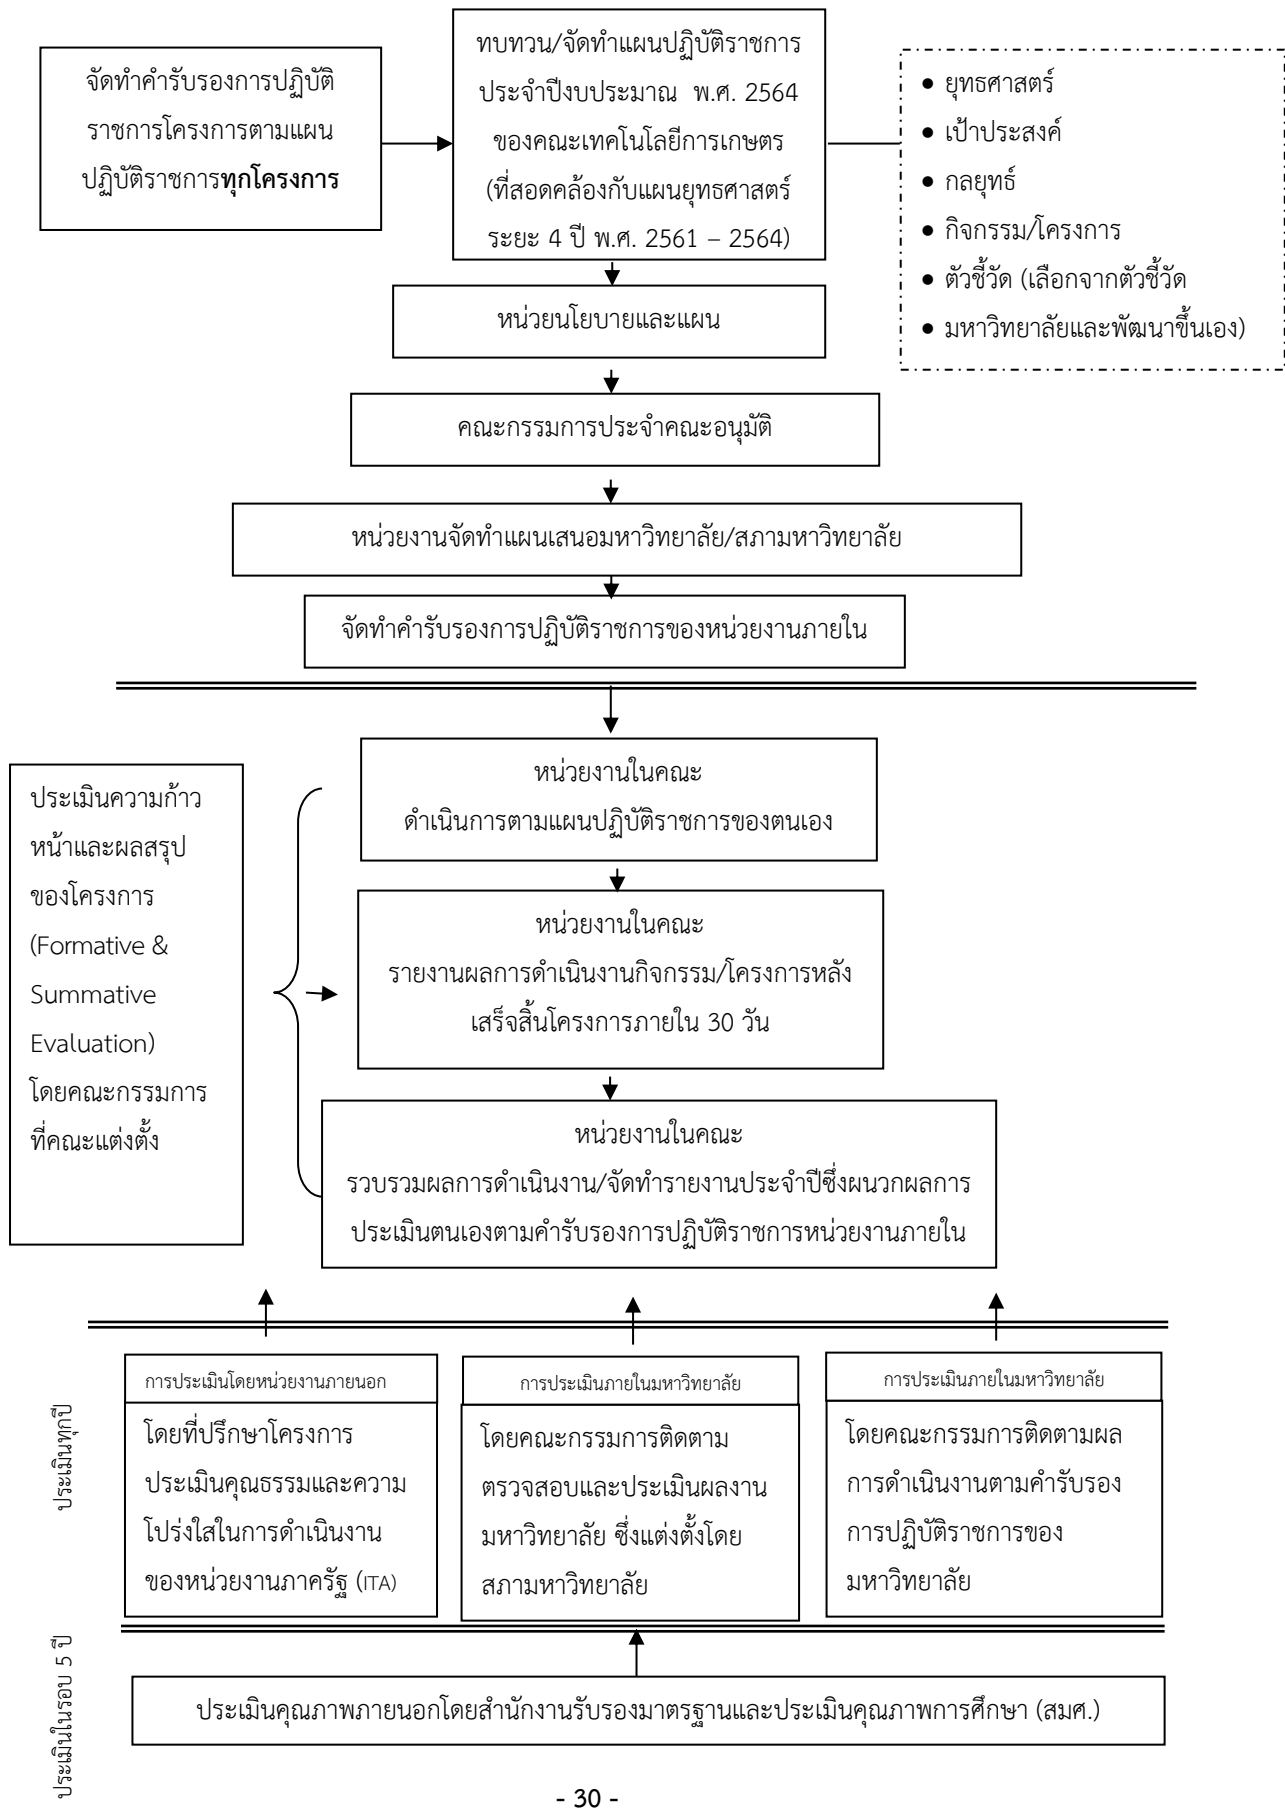 จัดทำคำรับรองการปฏิบัติ
ราชการโครงการตามแผน
ปฏิบัติราชการทุกโครงการ
ทบทวน/จัดทำแผนปฏิบัติราชการ
ประจำปีงบประมาณ พ.ศ. 2564
ของคณะเทคโนโลยีการเกษตร
(ที่สอดคล้องกับแผนยุทธศาสตร์
ระยะ 4 ปี พ.ศ. 2561 – 2564)
● ยุทธศาสตร์
● เป้าประสงค์
● กลยุทธ์
● กิจกรรม/โครงการ
● ตัวชี้วัด (เลือกจากตัวชี้วัด
● มหาวิทยาลัยและพัฒนาขึ้นเอง)
หน่วยนโยบายและแผน
คณะกรรมการประจำคณะอนุมัติ
หน่วยงานจัดทำแผนเสนอมหาวิทยาลัย/สภามหาวิทยาลัย
จัดทำคำรับรองการปฏิบัติราชการของหน่วยงานภายใน
หน่วยงานในคณะ
ดำเนินการตามแผนปฏิบัติราชการของตนเอง
ประเมินความก้าว
หน้าและผลสรุป
ของโครงการ
(Formative &
Summative
Evaluation)
โดยคณะกรรมการ
ที่คณะแต่งตั้ง
หน่วยงานในคณะ
รายงานผลการดำเนินงานกิจกรรม/โครงการหลัง
เสร็จสิ้นโครงการภายใน 30 วัน
หน่วยงานในคณะ
รวบรวมผลการดำเนินงาน/จัดทำรายงานประจำปีซึ่งผนวกผลการ
ประเมินตนเองตามคำรับรองการปฏิบัติราชการหน่วยงานภายใน
ประเมินทุกปี
การประเมินโดยหน่วยงานภายนอก
โดยที่ปรึกษาโครงการ
ประเมินคุณธรรมและความ
โปร่งใสในการดำเนินงาน
ของหน่วยงานภาครัฐ (ITA)
การประเมินภายในมหาวิทยาลัย
โดยคณะกรรมการติดตาม
ตรวจสอบและประเมินผลงาน
มหาวิทยาลัย ซึ่งแต่งตั้งโดย
สภามหาวิทยาลัย
การประเมินภายในมหาวิทยาลัย
โดยคณะกรรมการติดตามผล
การดำเนินงานตามคำรับรอง
การปฏิบัติราชการของ
มหาวิทยาลัย
ประเมินในรอบ 5 ปี
ประเมินคุณภาพภายนอกโดยสำนักงานรับรองมาตรฐานและประเมินคุณภาพการศึกษา (สมศ.)
- 30 -